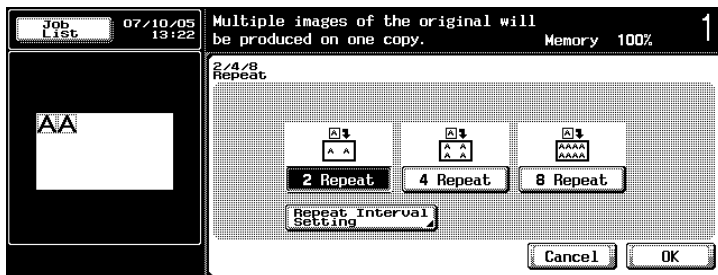 Job
List
07/10/05
13:22
Multiple images of the original will
be produced on one copy.
Memory 100%
1
2/4/8
Repeat
AA
A
A A
A
A A
A A
A
AAAA
AAAA
2 Repeat
4 Repeat
8 Repeat
Repeat Interval
Setting
Cancel
OK